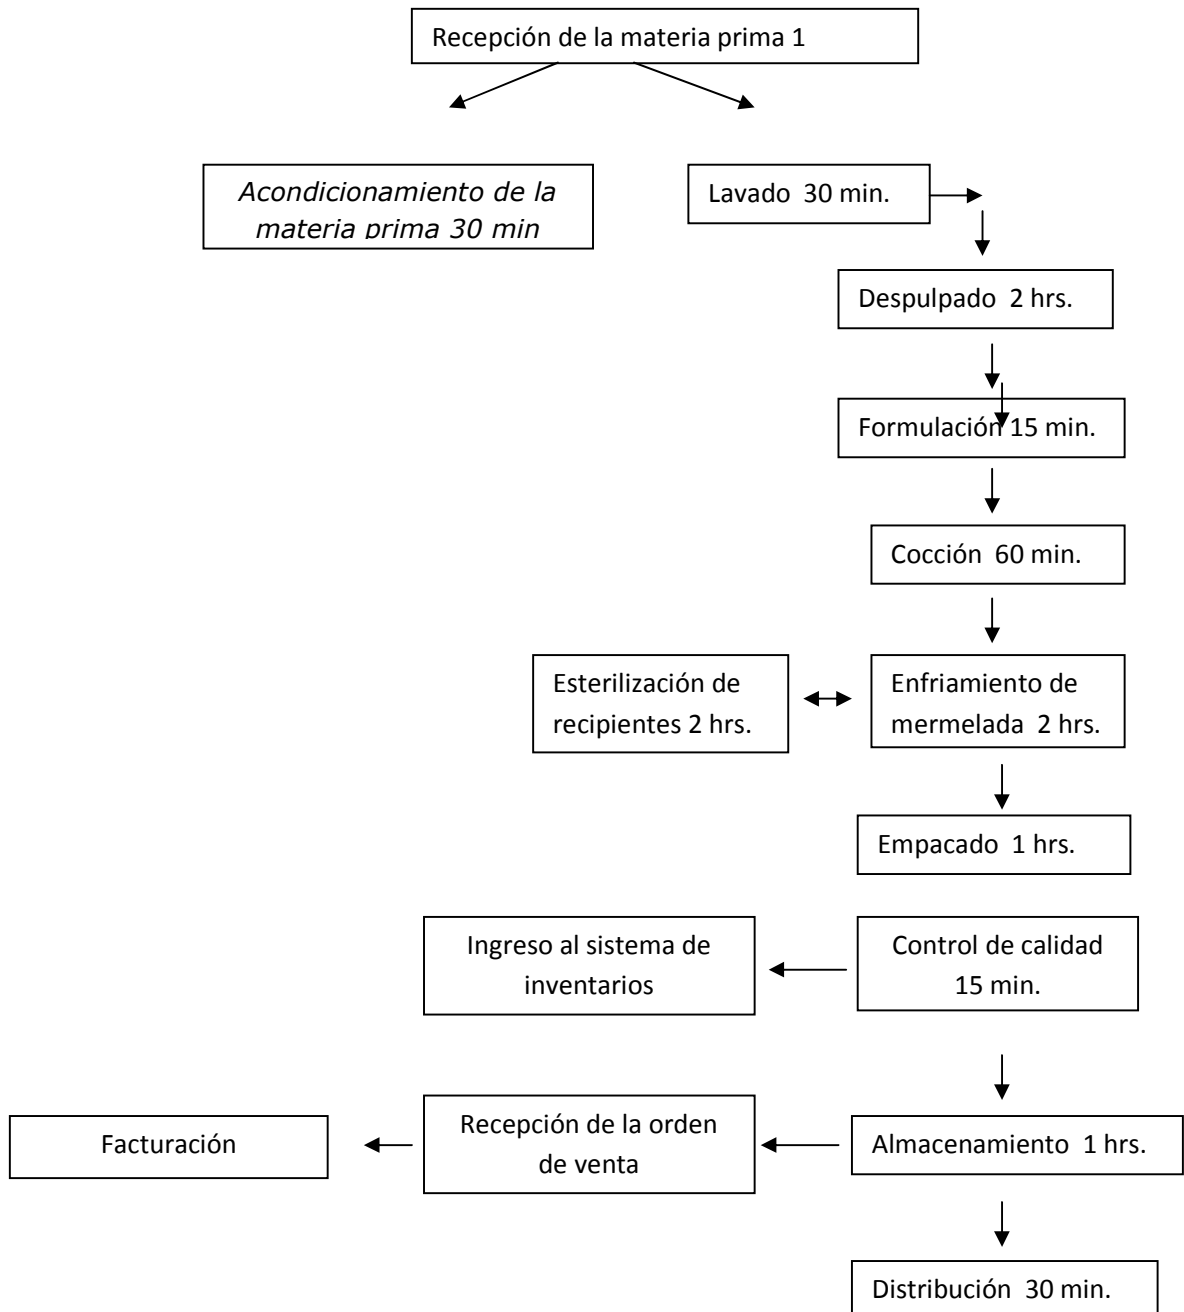 Recepción de la materia prima 1
Acondicionamiento de la
materia prima 30 min
Lavado  30 min.
Despulpado  2 hrs.
Formulación 15 min.
Cocción  60 min.
Esterilización de
recipientes 2 hrs.
Enfriamiento de
mermelada  2 hrs.
Empacado  1 hrs.
Ingreso al sistema de
inventarios
Control de calidad
15 min.
Facturación
Recepción de la orden
de venta
Almacenamiento  1 hrs.
Distribución  30 min.